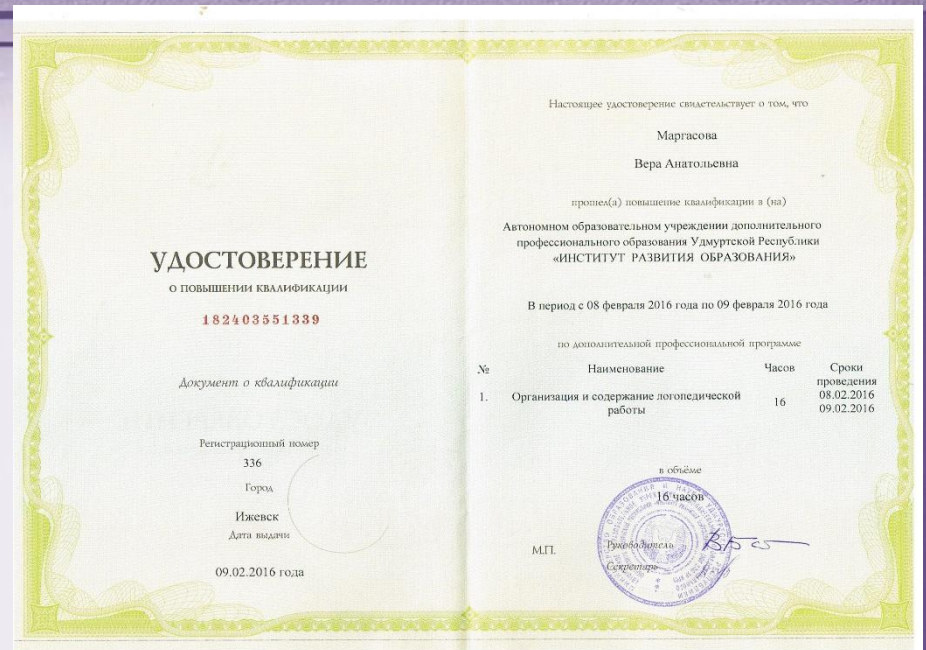 УДОСТОВЕРЕНИЕ
О ПОВЫШЕНИИ КВАЛИФИКАЦИИ
182403551339
Документ о квалификации
Регистрационный номер
336
Город
Ижевск
Дата выдачи
09.02.2016 года
Настоящее удостоверение свидетельствует о том, что
Маргасова
Вера Анатольевна
прошел(а) повышение квалификации в (на)
Автономном образовательном учреждении дополнительного
профессионального образования Удмуртской Республики
«ИНСТИТУТ РАЗВИТИЯ ОБРАЗОВАНИЯ»
В период с 08 февраля 2016 года по 09 февраля 2016 года
по дополнительной профессиональной программе
№ Наименование Часов Сроки
проведения
1. Организация и содержание логопедической
работы
16
08.02.2016
09.02.2016
в объёме
16 часов
М.П.
Руководитель
Секретарь